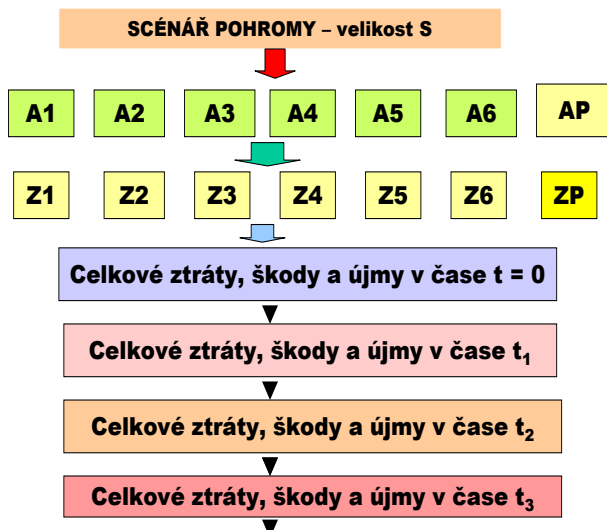 SCÉNÁŘ POHROMY – velikost S
A1 A2 A3 A4 A5 A6 AP
Z1 Z2 Z3 Z4 Z5 Z6 ZP
Celkové ztráty, škody a újmy v čase t = 0
Celkové ztráty, škody a újmy v čase t₁
Celkové ztráty, škody a újmy v čase t₂
Celkové ztráty, škody a újmy v čase t₃